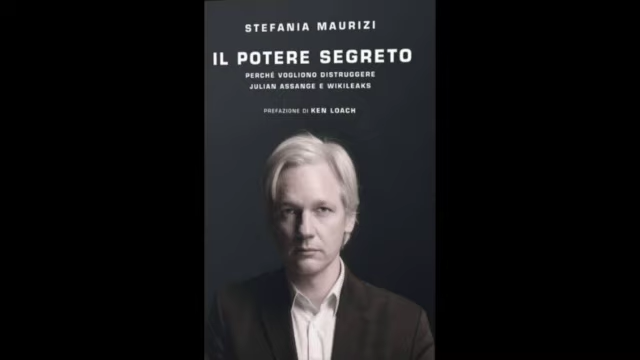 STEFANIA MAURIZI
IL POTERE SEGRETO
PERCHÉ VOGLIONO DISTRUGGERE
JULIAN ASSANGE E WIKILEAKS
PREFAZIONE DI KEN LOACH